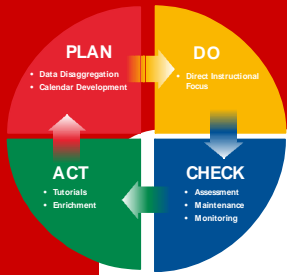 PLAN
• Data Disaggregation
• Calendar Development
DO
• Direct Instructional
Focus
ACT
• Tutorials
• Enrichment
CHECK
• Assessment
• Maintenance
• Monitoring